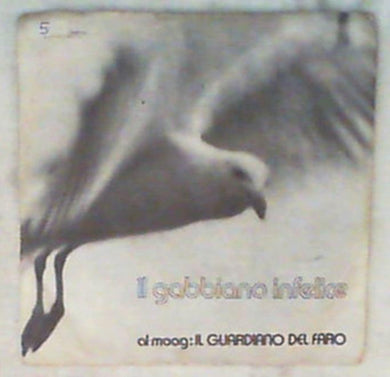 5
Il gabbiano infelice
al moog: IL GUARDIANO DEL FARO